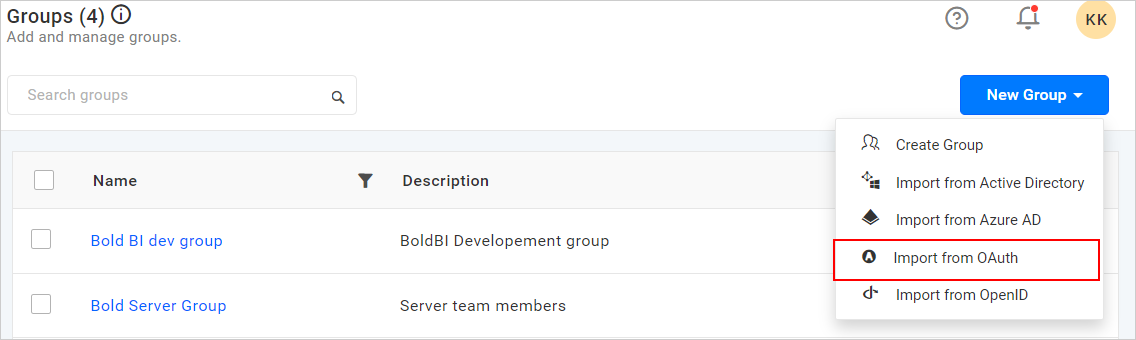 Groups (4)
Add and manage groups.
KK
Search groups
New Group
Create Group
Import from Active Directory
Import from Azure AD
Import from OAuth
Import from OpenID
Name
Description
Bold BI dev group
BoldBI Developement group
Bold Server Group
Server team members